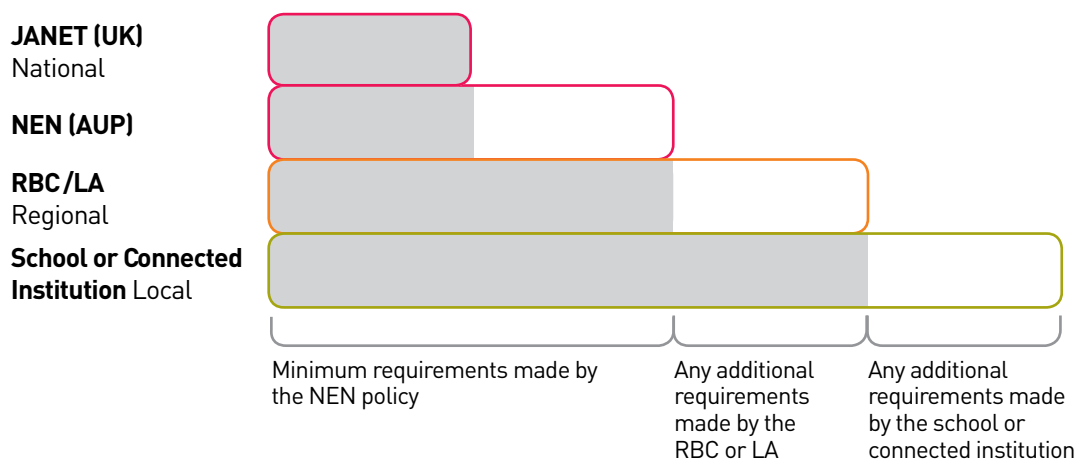 JANET (UK)
National
NEN (AUP)
RBC/LA
Regional
School or Connected
Institution Local
Minimum requirements made by
the NEN policy
Any additional
requirements
made by the
RBC or LA
Any additional
requirements made
by the school or
connected institution